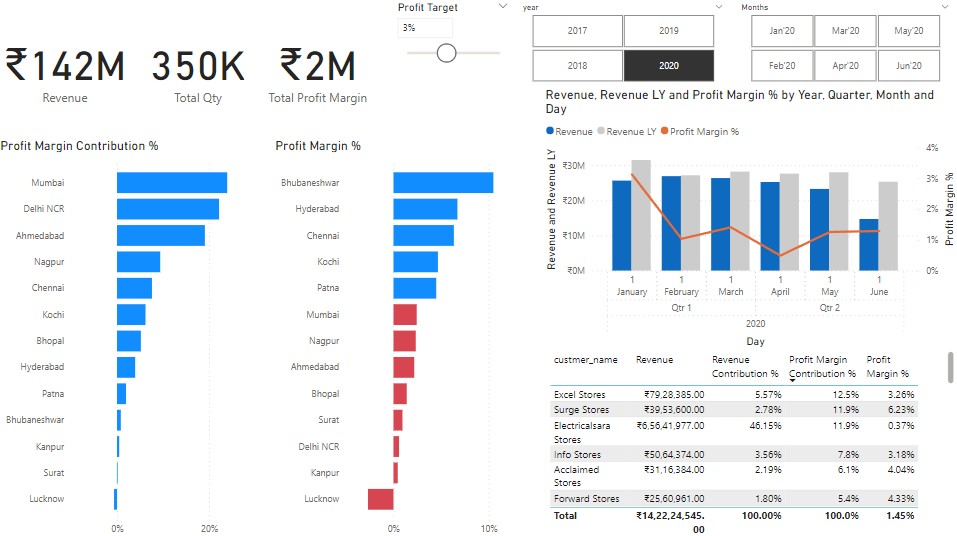 Profit Target
3%
year
2017
2019
2018
2020
Months
Jan'20
Mar'20
May'20
Feb'20
Apr'20
Jun'20
₹142M
Revenue
350K
Total Qty
₹2M
Total Profit Margin
Profit Margin Contribution %
Mumbai
Delhi NCR
Ahmedabad
Nagpur
Chennai
Kochi
Bhopal
Hyderabad
Patna
Bhubaneshwar
Kanpur
Surat
Lucknow
0%
20%
Profit Margin %
Bhubaneshwar
Hyderabad
Chennai
Kochi
Patna
Mumbai
Nagpur
Ahmedabad
Bhopal
Surat
Delhi NCR
Kanpur
Lucknow
0%
10%
Revenue, Revenue LY and Profit Margin % by Year, Quarter, Month and
Day
Revenue
Revenue LY
Profit Margin %
Revenue and Revenue LY
₹30M
₹20M
₹10M
₹0M
4%
3%
2%
1%
0%
Profit Margin %
1 1 1 1 1 1
January February March April May June
Qtr 1 Qtr 2
2020
Day
custmer_name Revenue Revenue Contribution % Profit Margin Contribution % Profit Margin %
Excel Stores ₹79,28,385.00 5.57% 12.5% 3.26%
Surge Stores ₹39,53,600.00 2.78% 11.9% 6.23%
Electricalsara Stores ₹6,56,41,977.00 46.15% 11.9% 0.37%
Info Stores ₹50,64,374.00 3.56% 7.8% 3.18%
Acclaimed Stores ₹31,16,384.00 2.19% 6.1% 4.04%
Forward Stores ₹25,60,961.00 1.80% 5.4% 4.33%
Total ₹14,22,24,545.00 100.00% 100.0% 1.45%